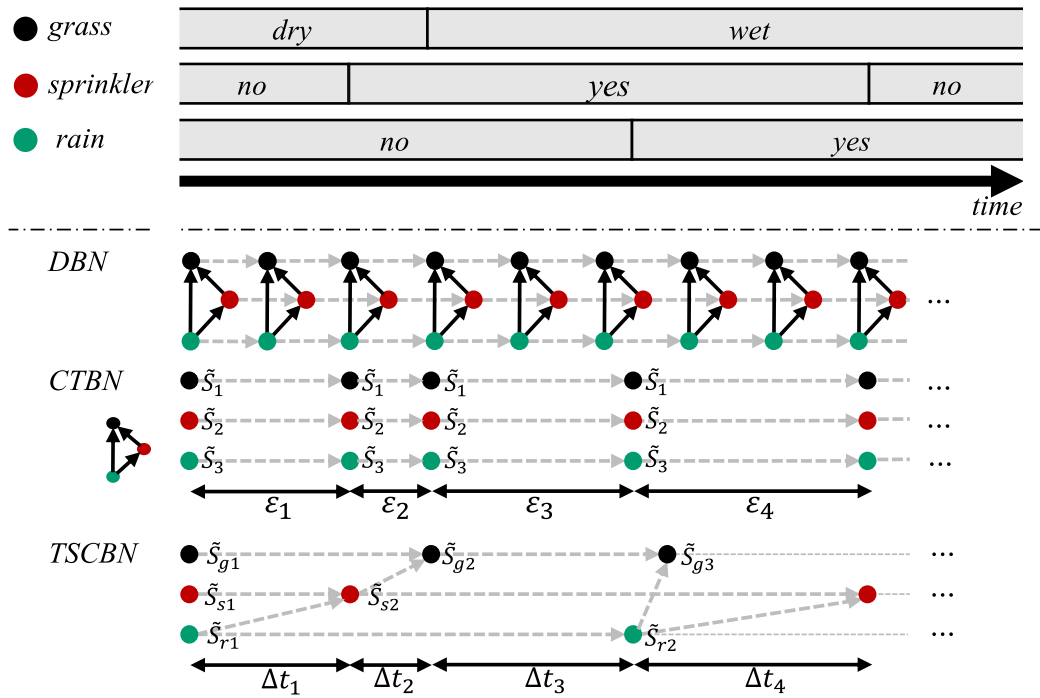 grass dry wet
sprinkler no yes no
rain no yes
time
DBN
...
CTBN S̃₁ S̃₁ S̃₁ S̃₁ ...
S̃₂ S̃₂ S̃₂ S̃₂ ...
S̃₃ S̃₃ S̃₃ S̃₃ ...
ε₁ ε₂ ε₃ ε₄
TSCBN S̃g1 S̃g2 S̃g3 ...
S̃s1 S̃s2 ...
S̃r1 S̃r2 ...
Δt₁ Δt₂ Δt₃ Δt₄